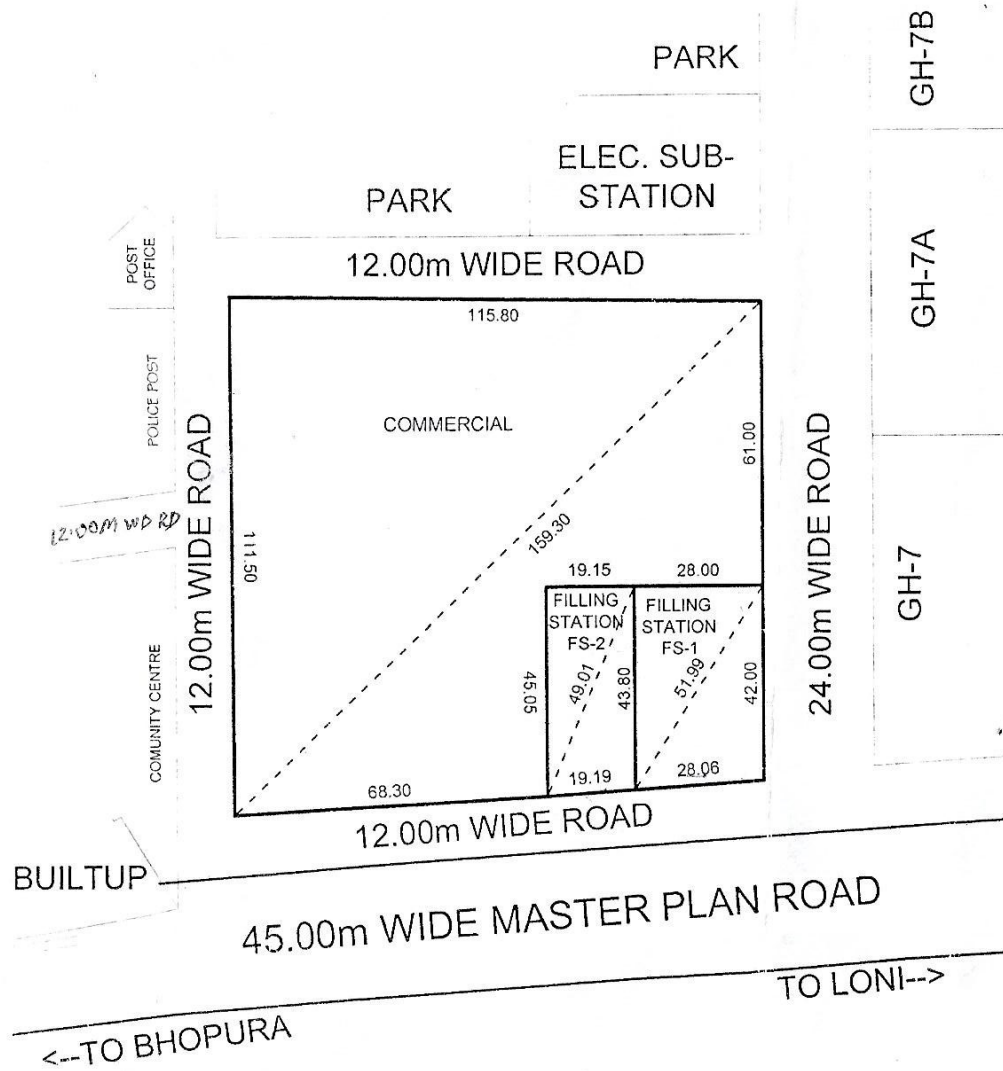 PARK
GH-7B
ELEC. SUB-
STATION
PARK
POST
OFFICE
12.00m WIDE ROAD
GH-7A
115.80
COMMERCIAL
POLICE POST
61.00
12.00m WIDE ROAD
24.00m WIDE ROAD
12.00M WD RD
159.30
111.50
19.15
28.00
GH-7
FILLING
STATION
FS-2
FILLING
STATION
FS-1
COMUNITY CENTRE
45.05
49.01
43.80
51.99
42.00
68.30
19.19
28.06
12.00m WIDE ROAD
BUILTUP
45.00m WIDE MASTER PLAN ROAD
TO LONI-->
<--TO BHOPURA